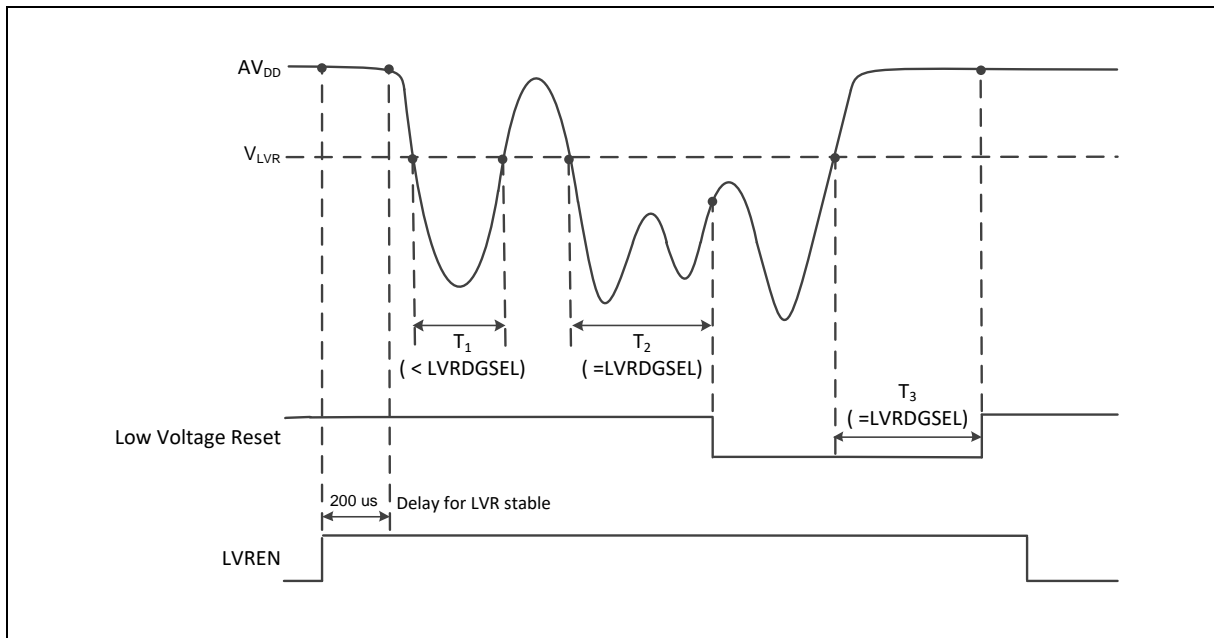 AVDD
VLVR
T1
( < LVRDGSEL)
T2
( =LVRDGSEL)
T3
( =LVRDGSEL)
Low Voltage Reset
200 us
Delay for LVR stable
LVREN